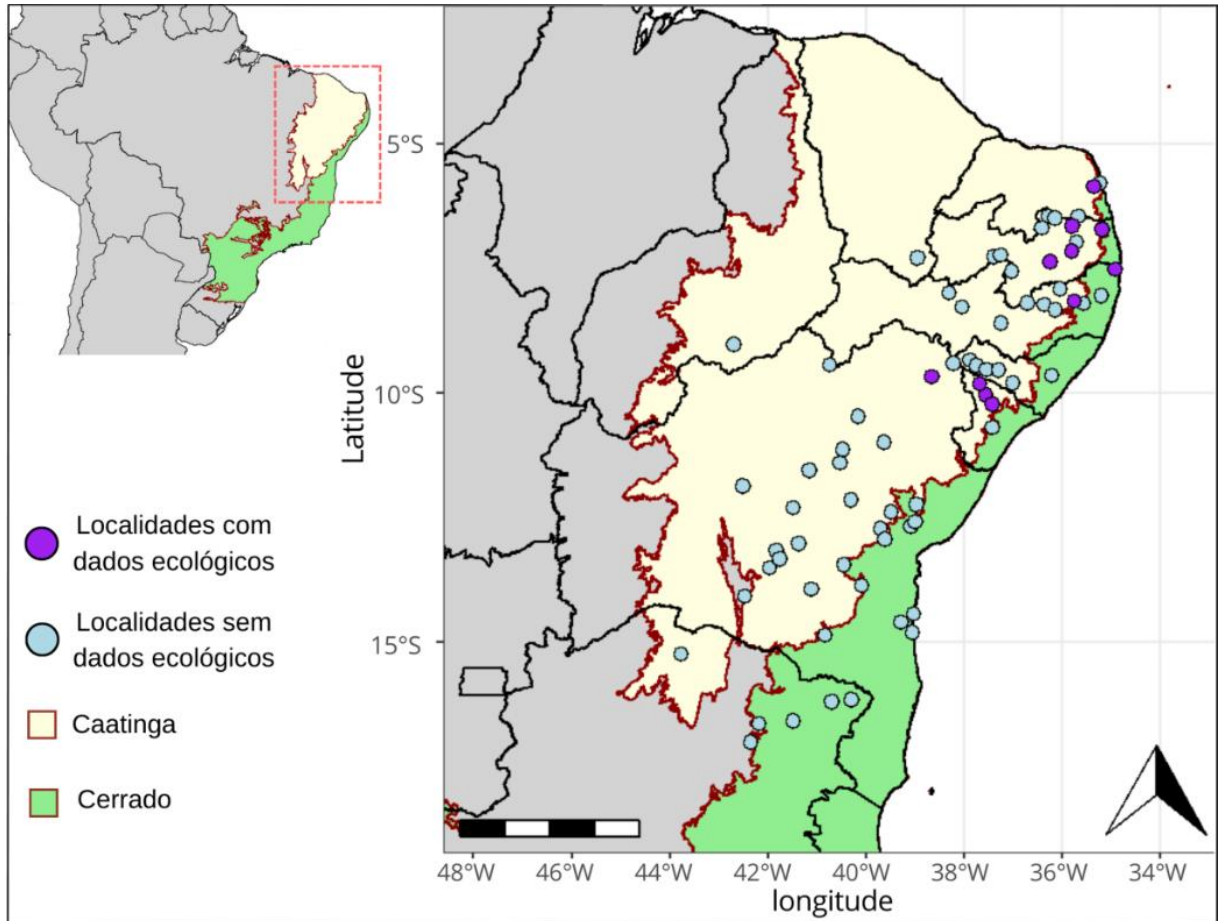 5°S
10°S
15°S
Latitude
Localidades com
dados ecológicos
Localidades sem
dados ecológicos
Caatinga
Cerrado
48°W 46°W 44°W 42°W 40°W 38°W 36°W 34°W
longitude